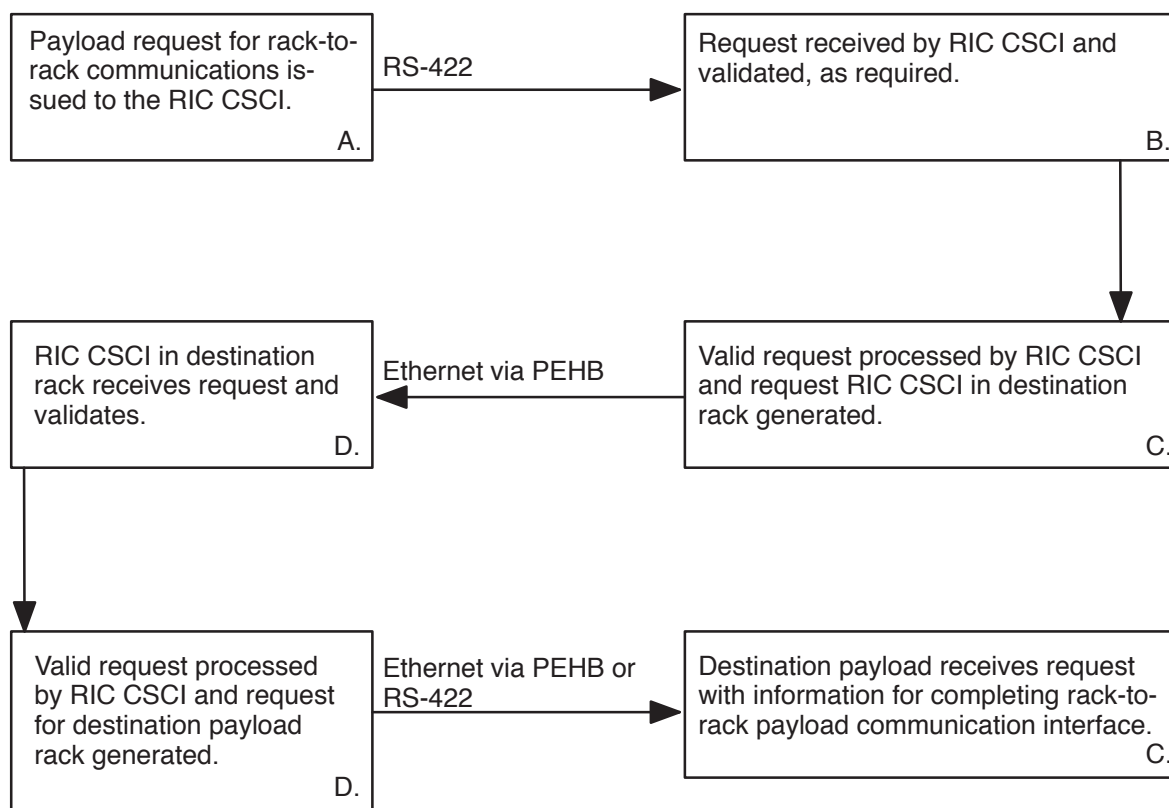 Payload request for rack-to-
rack communications is-
sued to the RIC CSCI.
A.
RS-422
Request received by RIC CSCI and
validated, as required.
B.
Valid request processed by RIC CSCI
and request RIC CSCI in destination
rack generated.
C.
Ethernet via PEHB
RIC CSCI in destination
rack receives request and
validates.
D.
Valid request processed
by RIC CSCI and request
for destination payload
rack generated.
D.
Ethernet via PEHB or
RS-422
Destination payload receives request
with information for completing rack-to-
rack payload communication interface.
C.